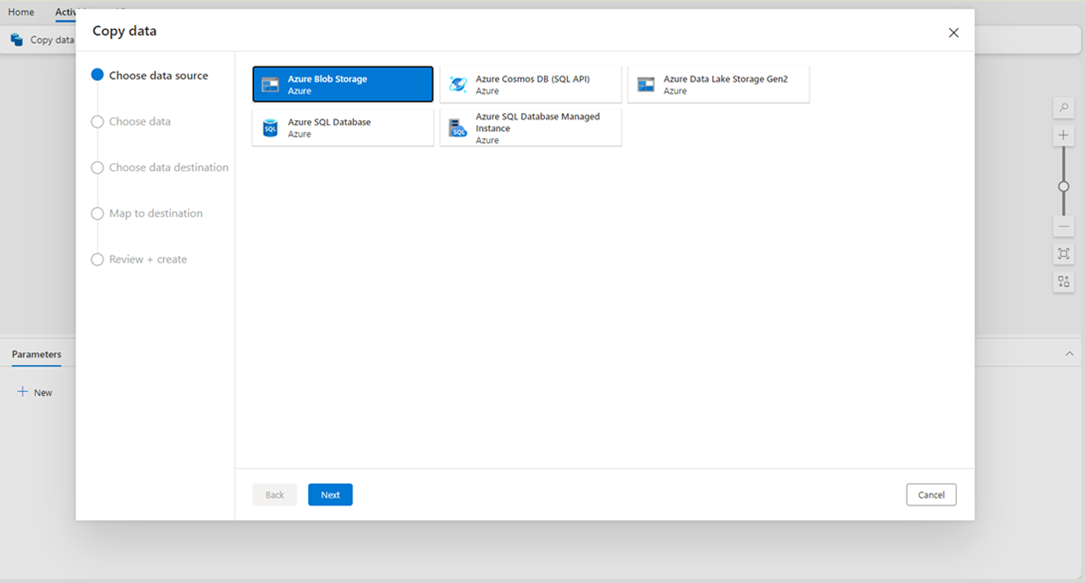 Home
Copy data
Copy data
Choose data source
Choose data
Choose data destination
Map to destination
Review + create
Azure Blob Storage
Azure
Azure Cosmos DB (SQL API)
Azure
Azure Data Lake Storage Gen2
Azure
SQL
Azure SQL Database
Azure
SQL
Azure SQL Database Managed
Instance
Azure
Parameters
New
Back
Next
Cancel